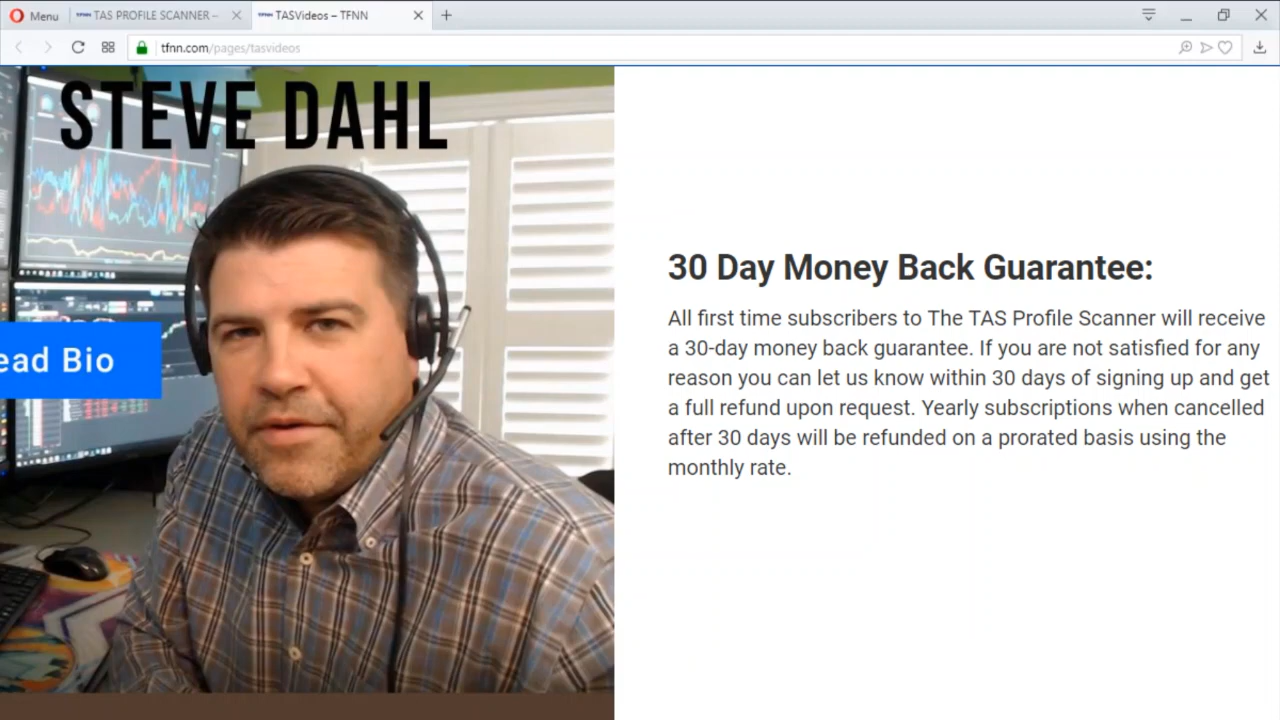 Menu
TAS PROFILE SCANNER –
TASVideos – TFNN
tfnn.com/pages/tasvideos
STEVE DAHL
ead Bio
30 Day Money Back Guarantee:
All first time subscribers to The TAS Profile Scanner will receive
a 30-day money back guarantee. If you are not satisfied for any
reason you can let us know within 30 days of signing up and get
a full refund upon request. Yearly subscriptions when cancelled
after 30 days will be refunded on a prorated basis using the
monthly rate.